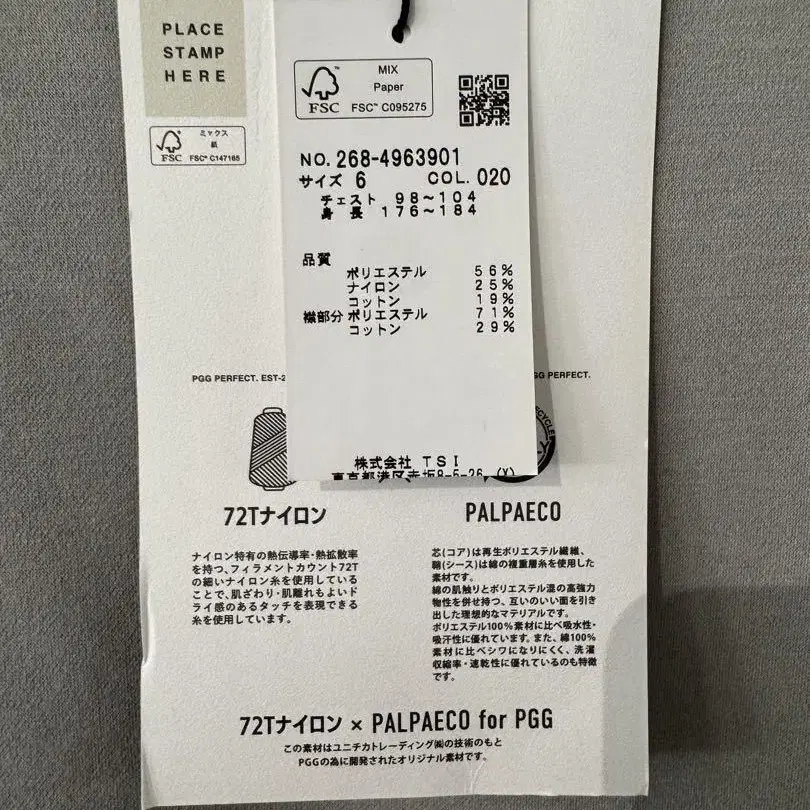 PLACE
STAMP
HERE
FSC
ミックス
紙
FSC® C147165
FSC™
MIX
Paper
FSC™ C095275
NO. 268-4963901
サイズ 6 COL. 020
チェスト 98~104
身長 176~184
品質
ポリエステル 56%
ナイロン 25%
コットン 19%
襟部分 ポリエステル 71%
コットン 29%
株式会社 TSI
東京都港区赤坂8-5-26 (Y)
PGG PERFECT. EST-2
GG PERFECT.
72Tナイロン
ナイロン特有の熱伝導率・熱拡散率
を持つ、フィラメントカウント72T
の細いナイロン糸を使用している
ことで、肌ざわり・肌離れもよいド
ライ感のあるタッチを表現できる
糸を使用しています。
PALPAECO
芯(コア)は再生ポリエステル繊維、
鞘(シース)は綿の複重層糸を使用した
素材です。
綿の肌触りとポリエステル混の高強力
物性を併せ持つ、互いのいい面を引き
出した理想的なマテリアルです。
ポリエステル100%素材に比べ吸水性・
吸汗性に優れています。また、綿100%
素材に比べシワになりにくく、洗濯
収縮率・速乾性に優れているのも特徴
です。
72Tナイロン × PALPAECO for PGG
この素材はユニチカトレーディング㈱の技術のもと
PGGの為に開発されたオリジナル素材です。